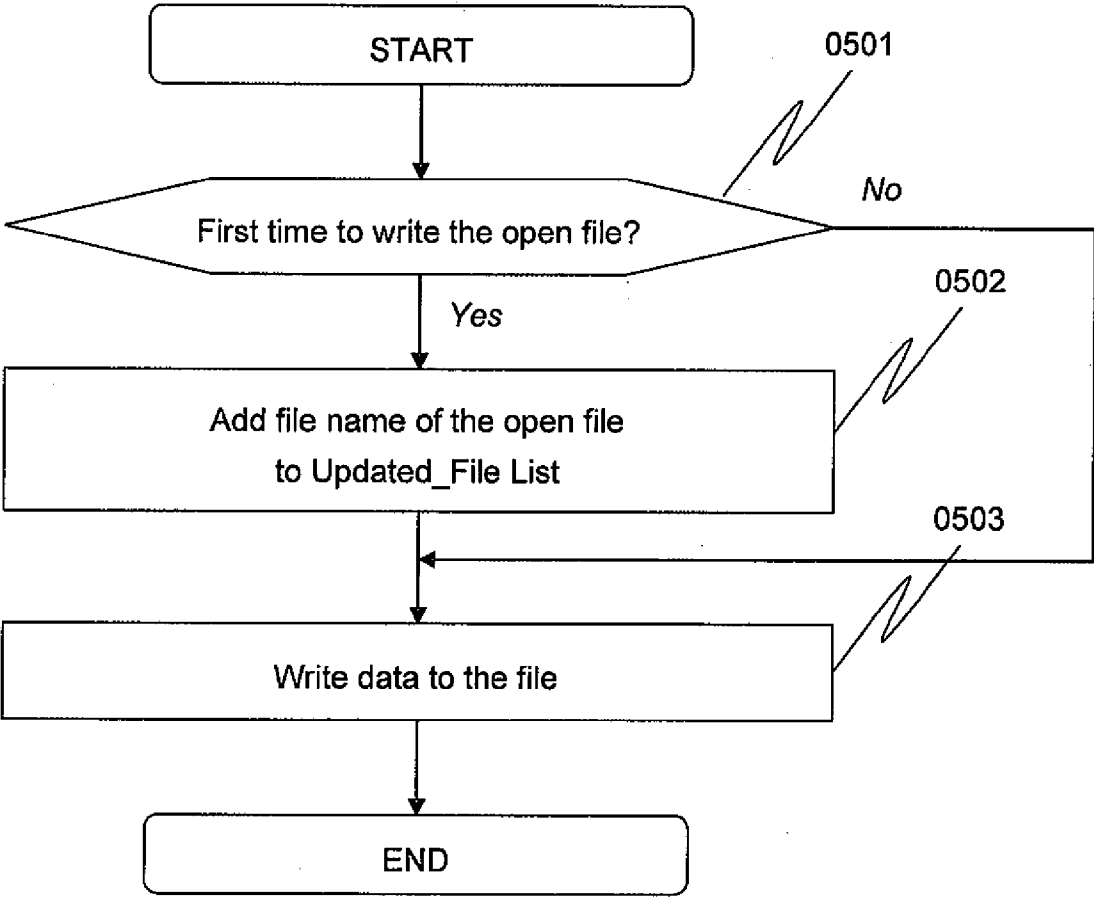 START
0501
No
First time to write the open file?
0502
Yes
Add file name of the open file
to Updated_File List
0503
Write data to the file
END